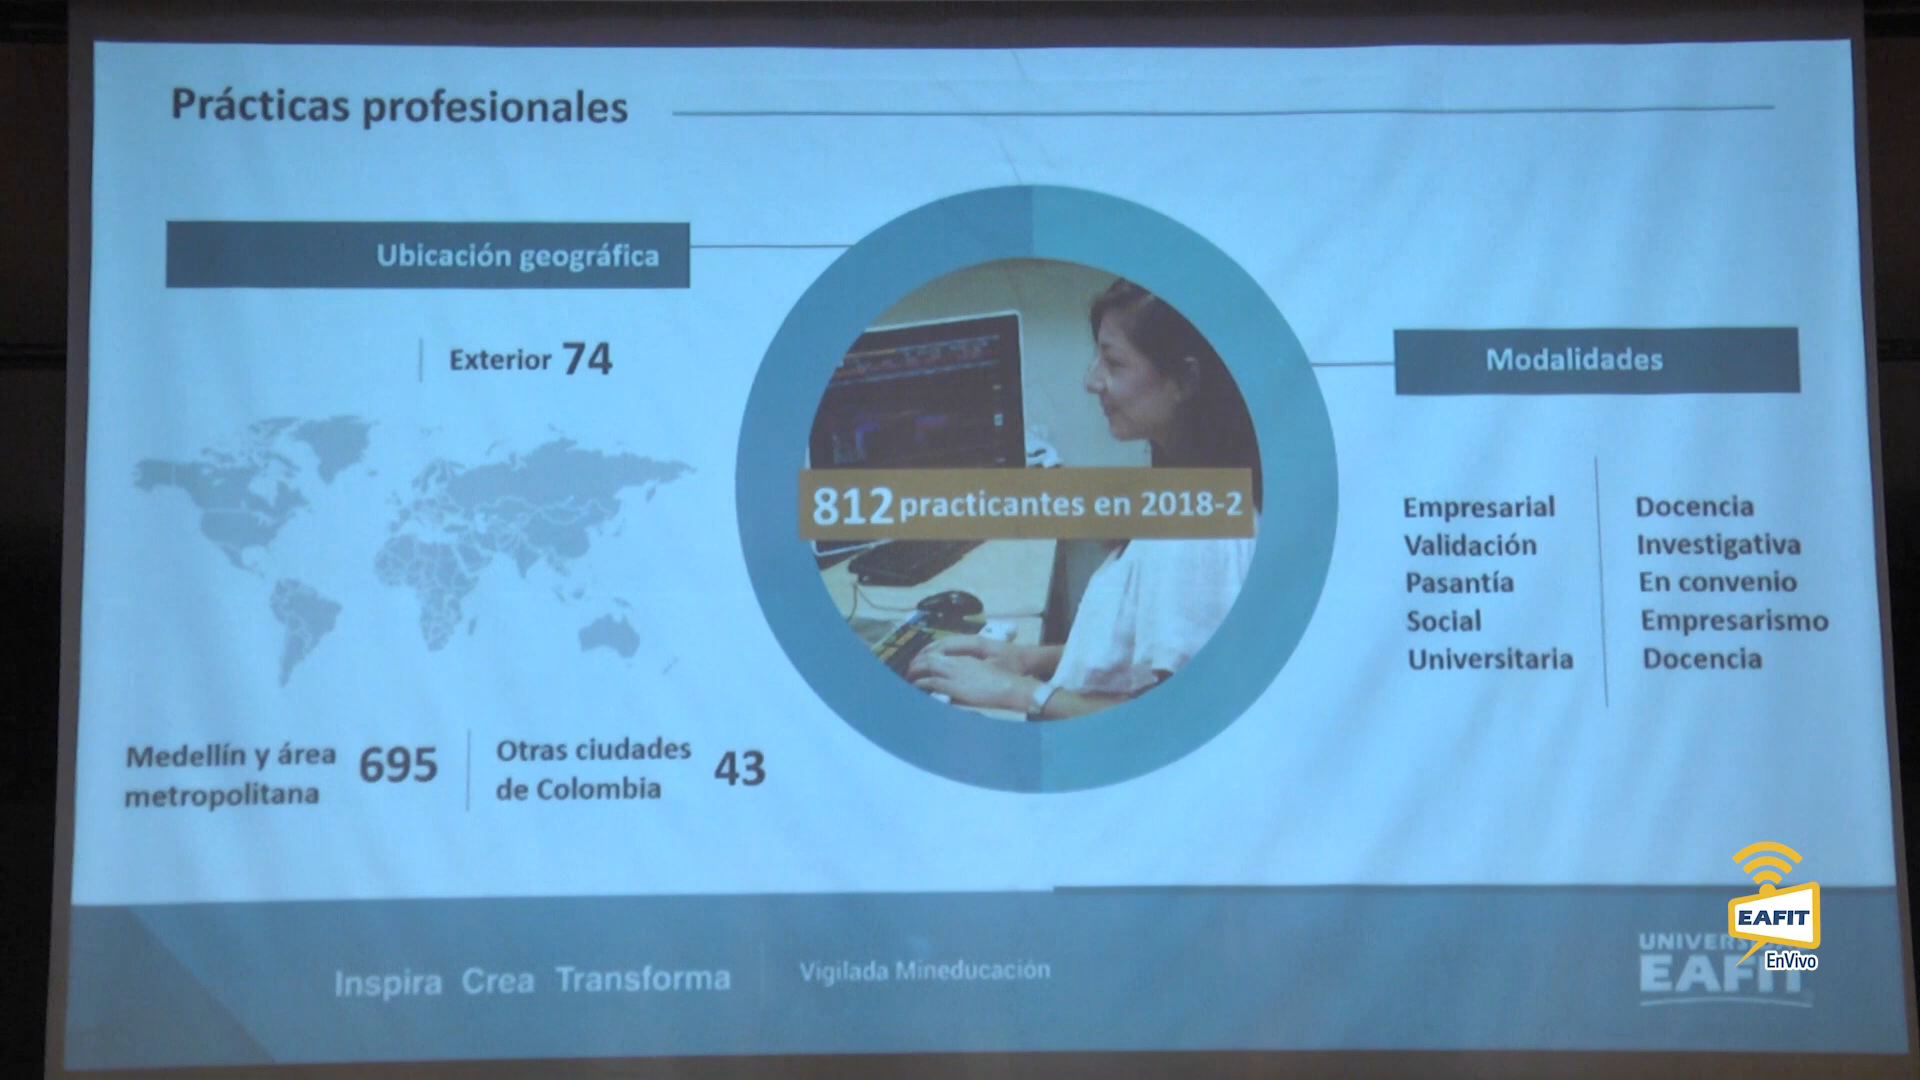 Prácticas profesionales
Ubicación geográfica
Exterior 74
Medellín y área
metropolitana
695
Otras ciudades
de Colombia
43
812 practicantes en 2018-2
Modalidades
Empresarial
Validación
Pasantía
Social
Universitaria
Docencia
Investigativa
En convenio
Empresarismo
Docencia
Inspira Crea Transforma
Vigilada Mineducación
EAFIT
EnVivo
EAFIT